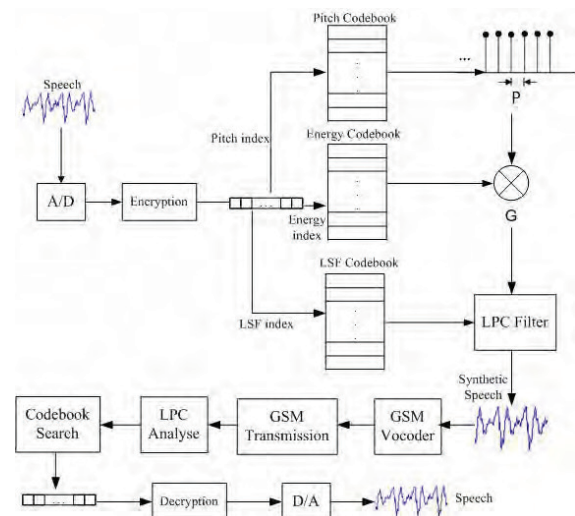 Pitch Codebook
Speech
...
P
Pitch index
Energy Codebook
A/D
Encryption
...
Energy
index
G
LSF Codebook
LSF index
LPC Filter
Synthetic
Speech
Codebook
Search
LPC
Analyse
GSM
Transmission
GSM
Vocoder
...
Decryption
D/A
Speech